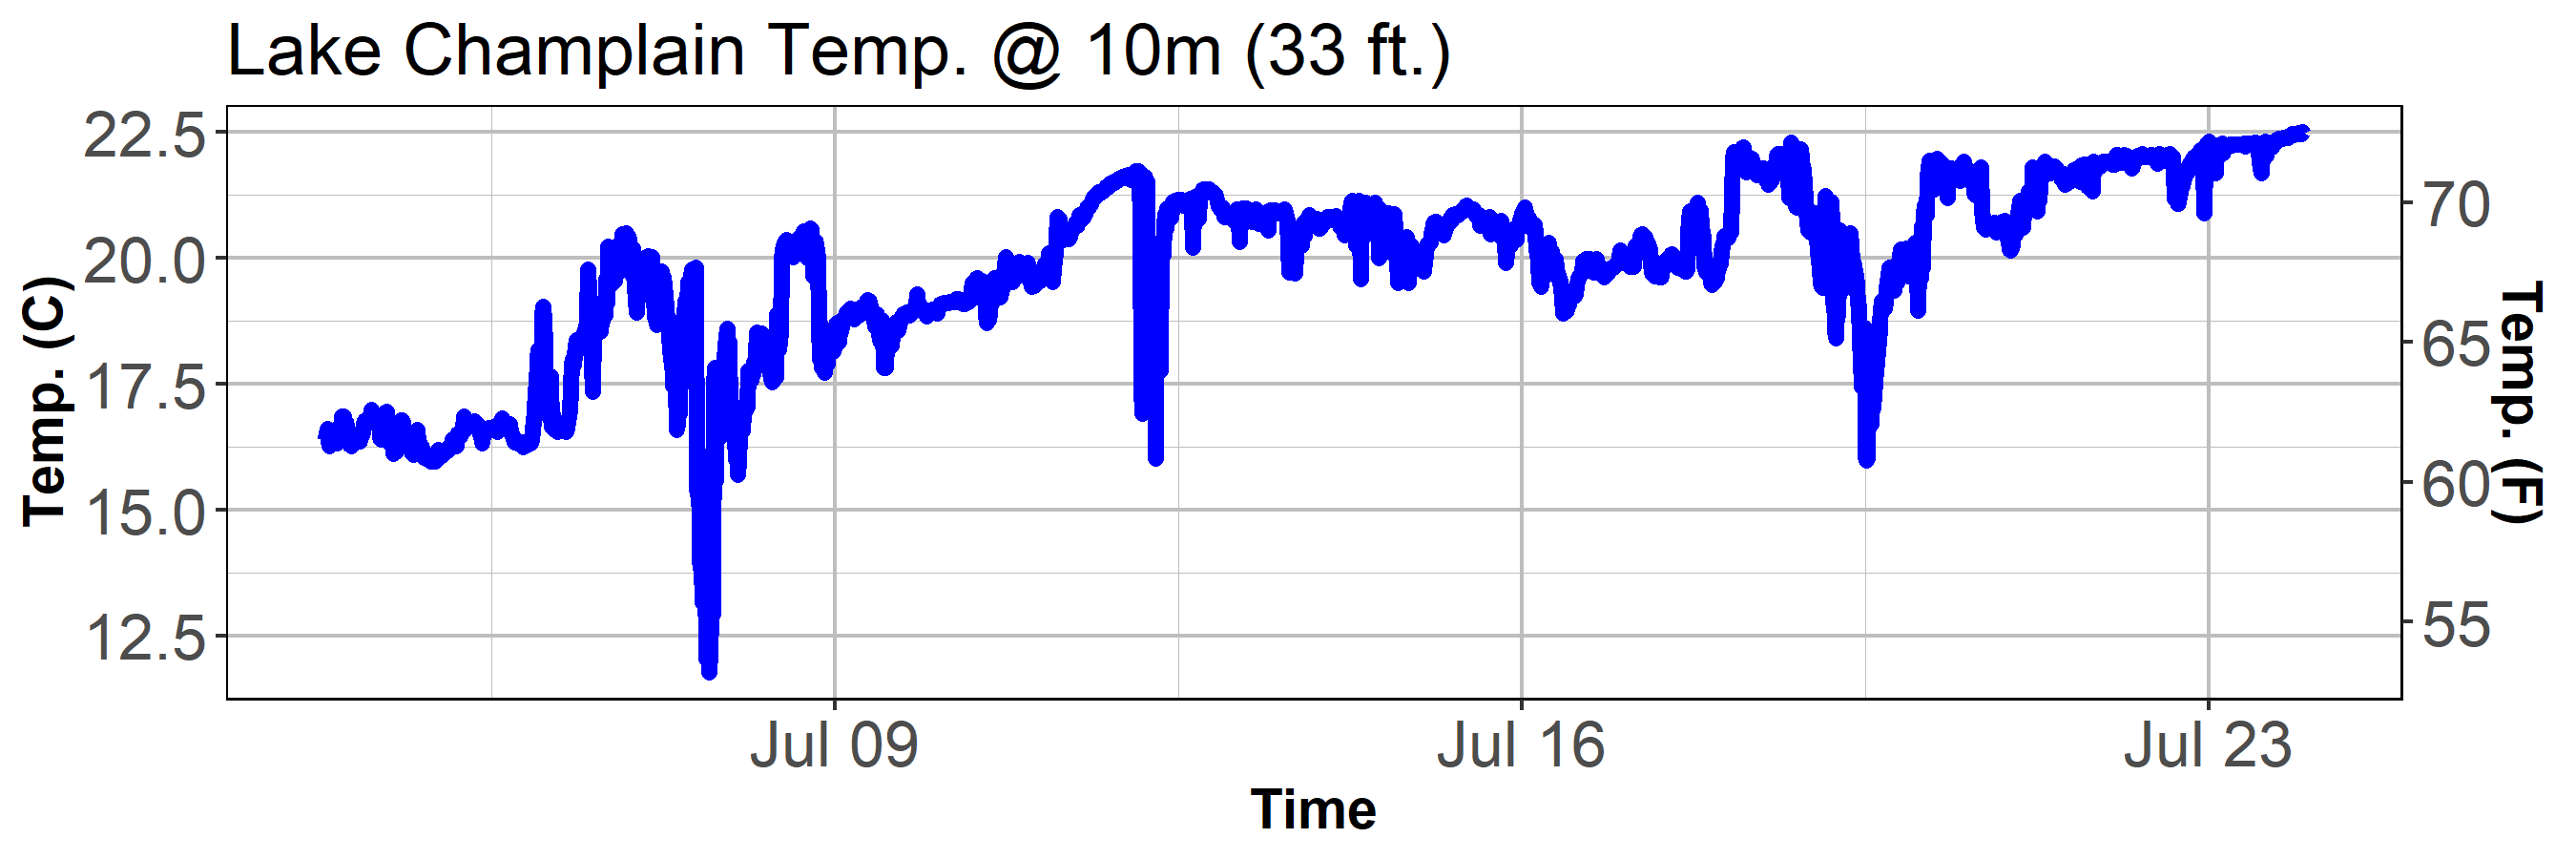 Lake Champlain Temp. @ 10m (33 ft.)
Temp. (C)
22.5
20.0
17.5
15.0
12.5
70
65
60
55
Temp. (F)
Jul 09
Jul 16
Jul 23
Time